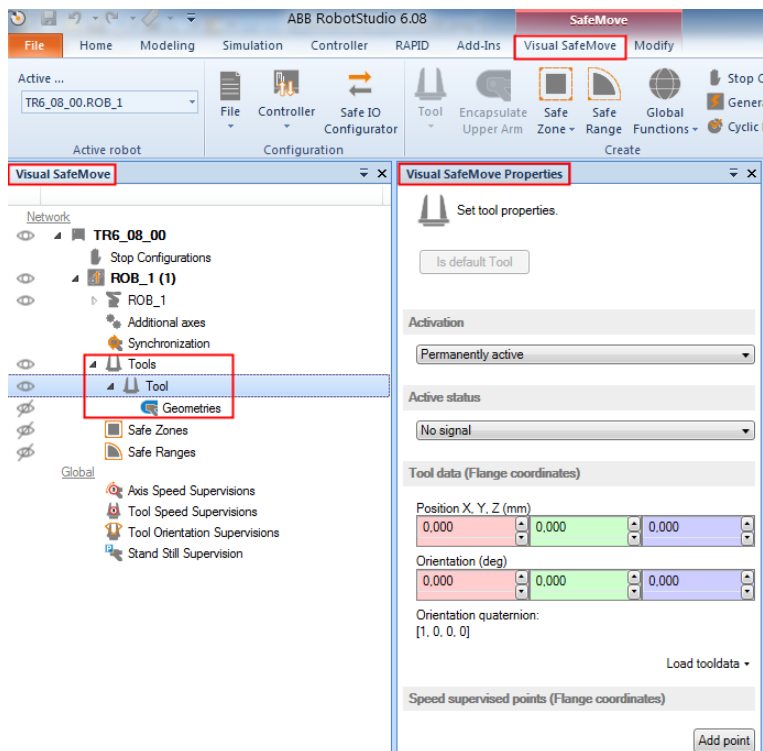 ABB RobotStudio 6.08
SafeMove
File Home Modeling Simulation Controller RAPID Add-Ins Visual SafeMove Modify
Active ...
TR6_08_00.ROB_1
Active robot
File
Controller
Safe IO
Configurator
Configuration
Tool
Encapsulate
Upper Arm
Safe
Zone
Safe
Range
Global
Functions
Stop
Cyclic
Create
Visual SafeMove
Network
TR6_08_00
Stop Configurations
ROB_1 (1)
ROB_1
Additional axes
Synchronization
Tools
Tool
Geometries
Safe Zones
Safe Ranges
Global
Axis Speed Supervisions
Tool Speed Supervisions
Tool Orientation Supervisions
Stand Still Supervision
Visual SafeMove Properties
Set tool properties.
Is default Tool
Activation
Permanently active
Active status
No signal
Tool data (Flange coordinates)
Position X, Y, Z (mm)
0,000 0,000 0,000
Orientation (deg)
0,000 0,000 0,000
Orientation quaternion:
[1, 0, 0, 0]
Load tooldata
Speed supervised points (Flange coordinates)
Add point